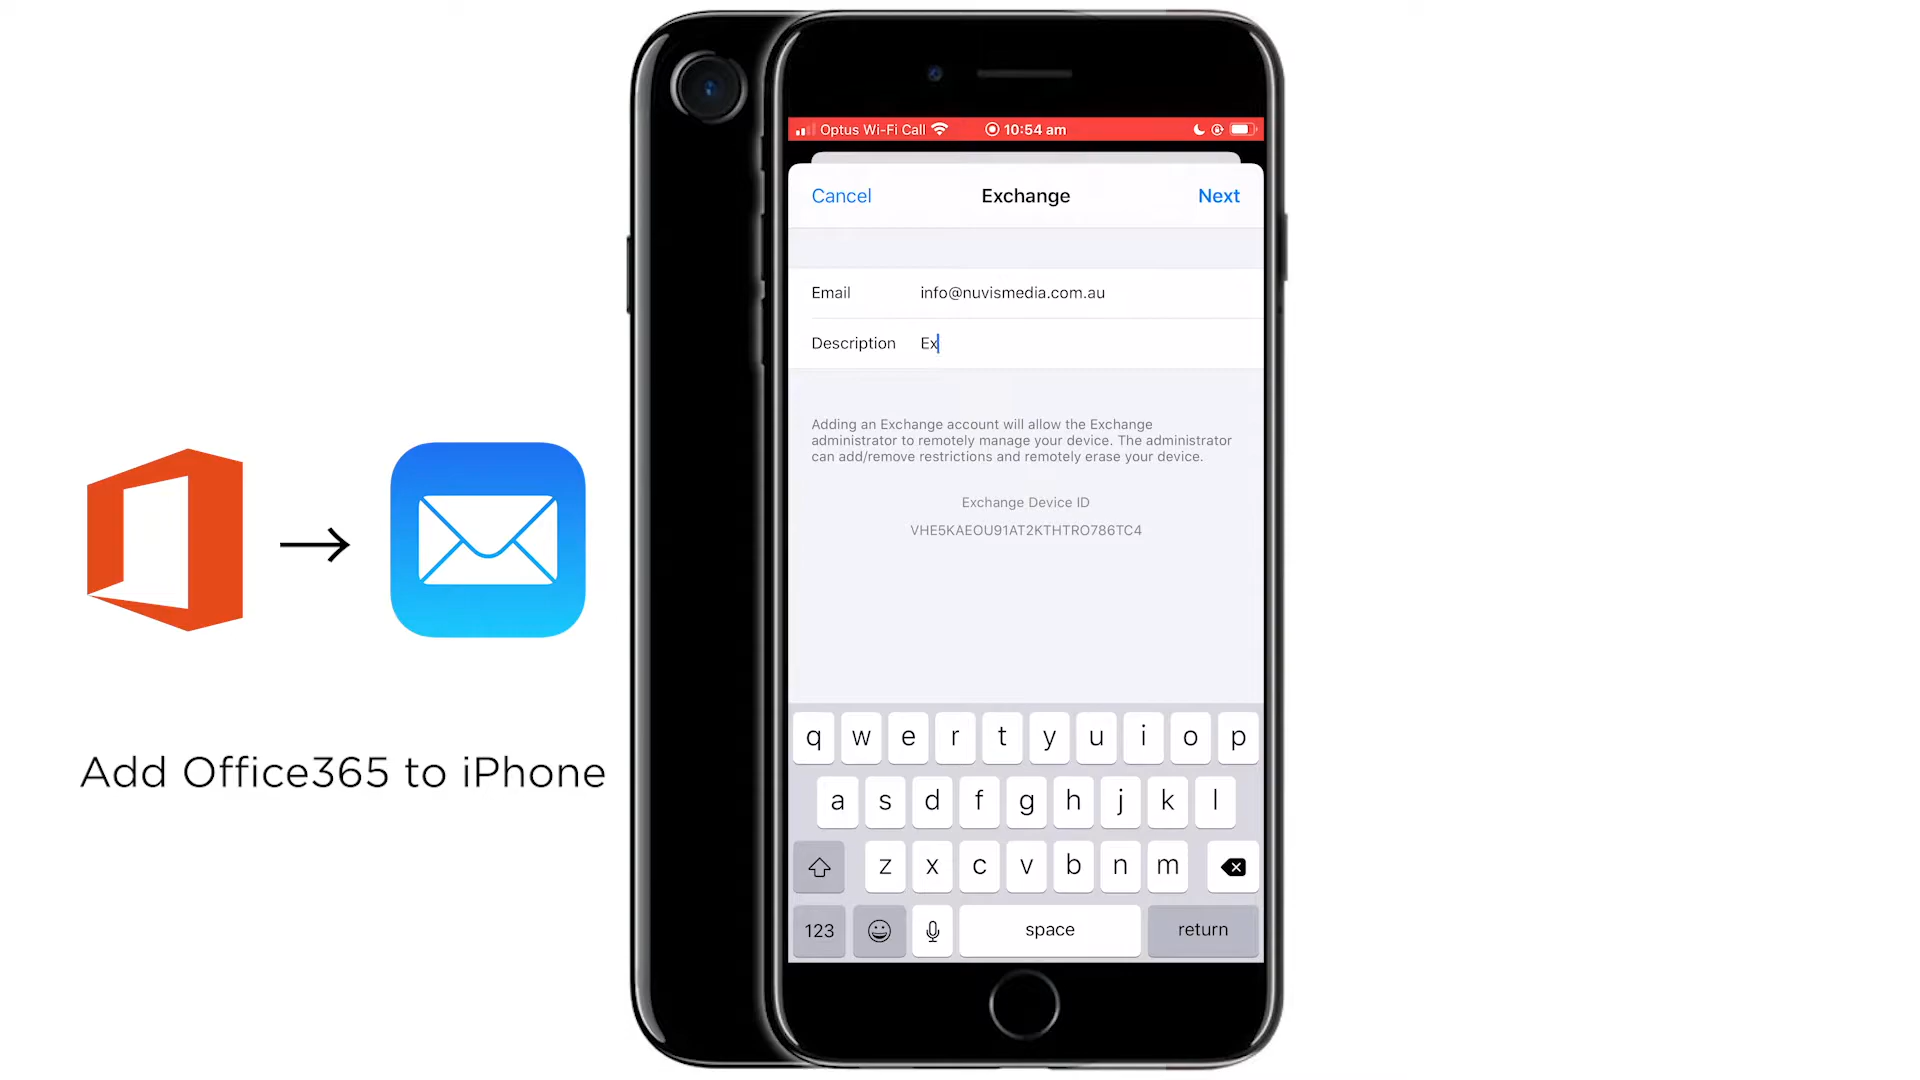 Optus Wi-Fi Call 10:54 am
Cancel Exchange Next
Email info@nuvismedia.com.au
Description Ex
Adding an Exchange account will allow the Exchange
administrator to remotely manage your device. The administrator
can add/remove restrictions and remotely erase your device.
Exchange Device ID
VHE5KAEOU91AT2KTHTRO786TC4
q w e r t y u i o p
a s d f g h j k l
z x c v b n m
123 space return
Add Office365 to iPhone